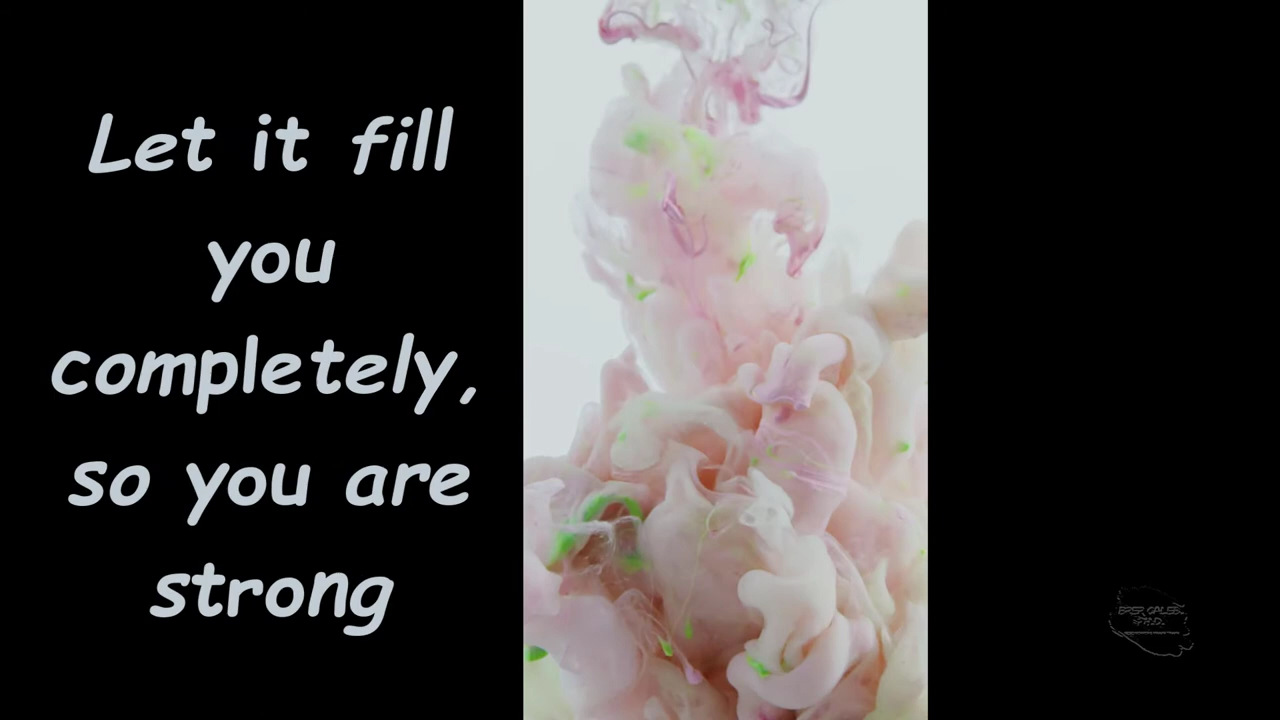 Let it fill
you
completely,
so you are
strong